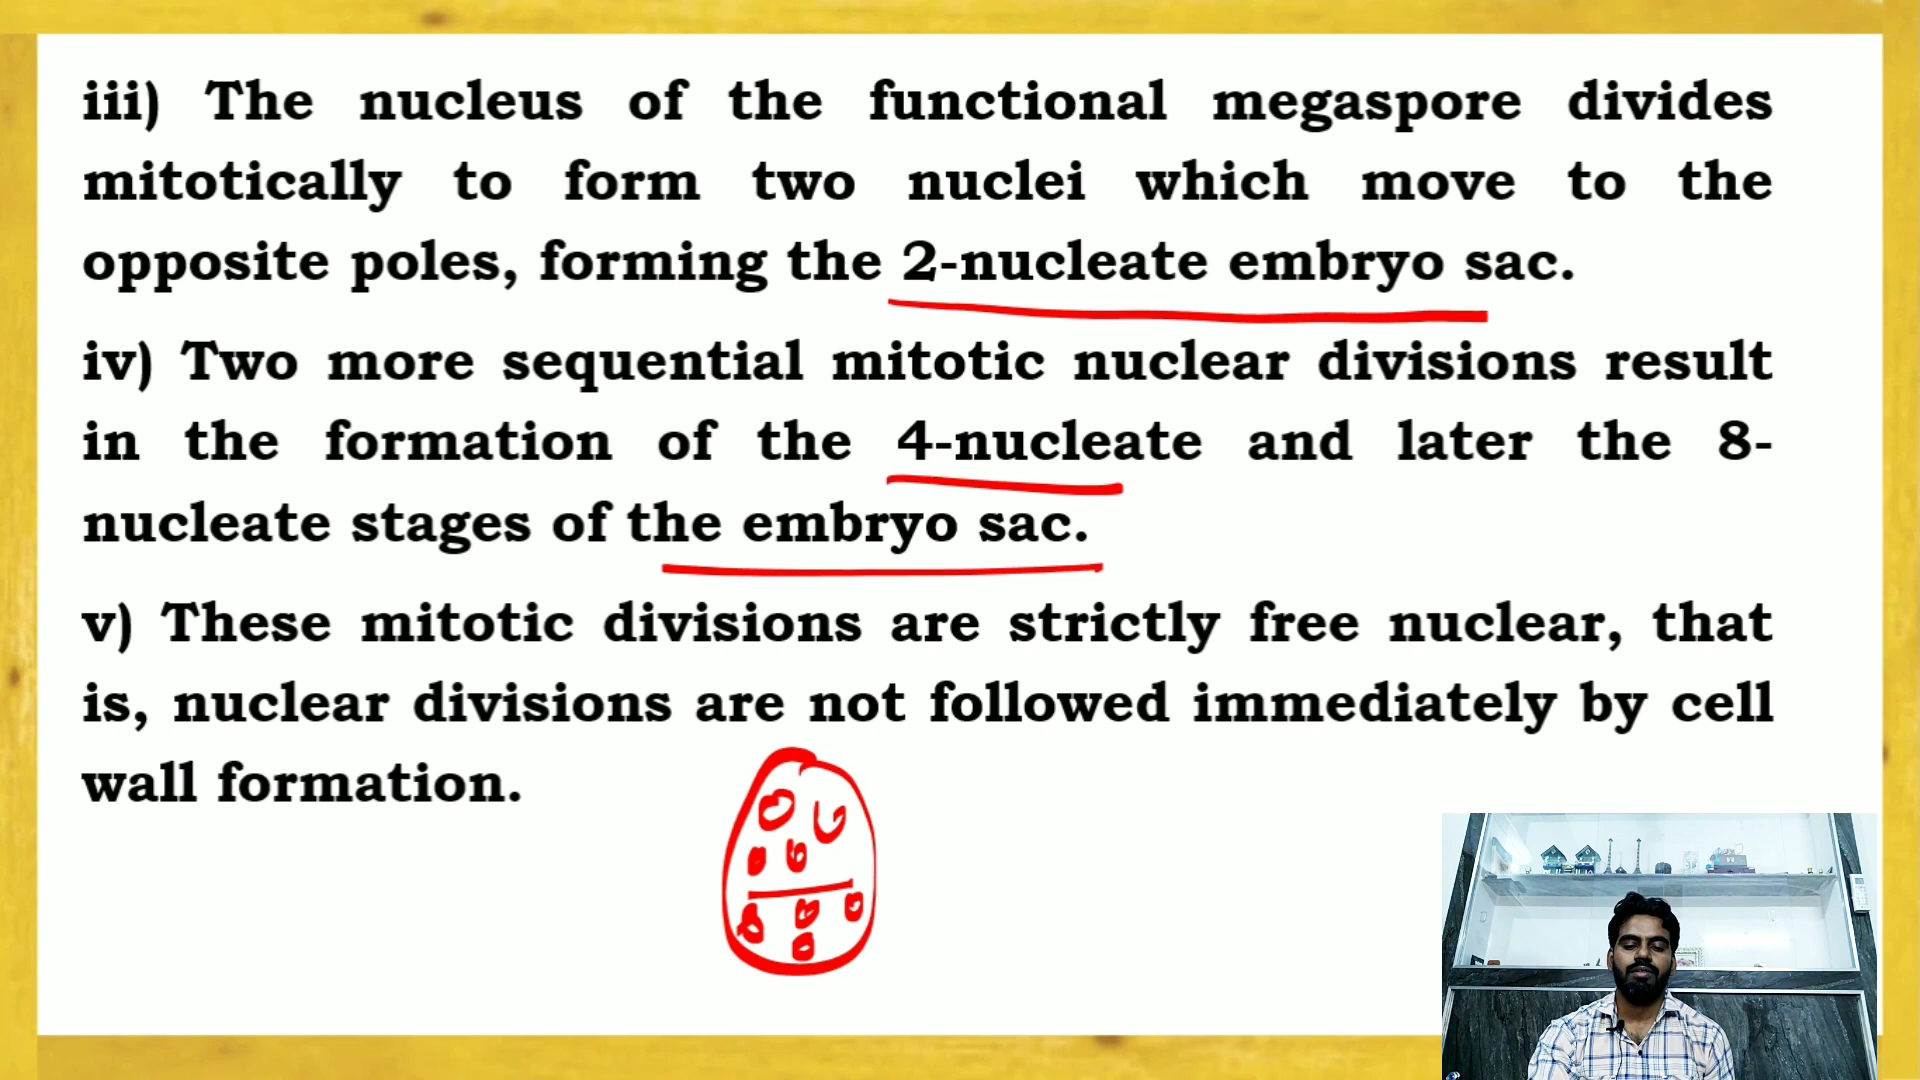 iii) The nucleus of the functional megaspore divides
mitotically to form two nuclei which move to the
opposite poles, forming the 2-nucleate embryo sac.
iv) Two more sequential mitotic nuclear divisions result
in the formation of the 4-nucleate and later the 8-
nucleate stages of the embryo sac.
v) These mitotic divisions are strictly free nuclear, that
is, nuclear divisions are not followed immediately by cell
wall formation.